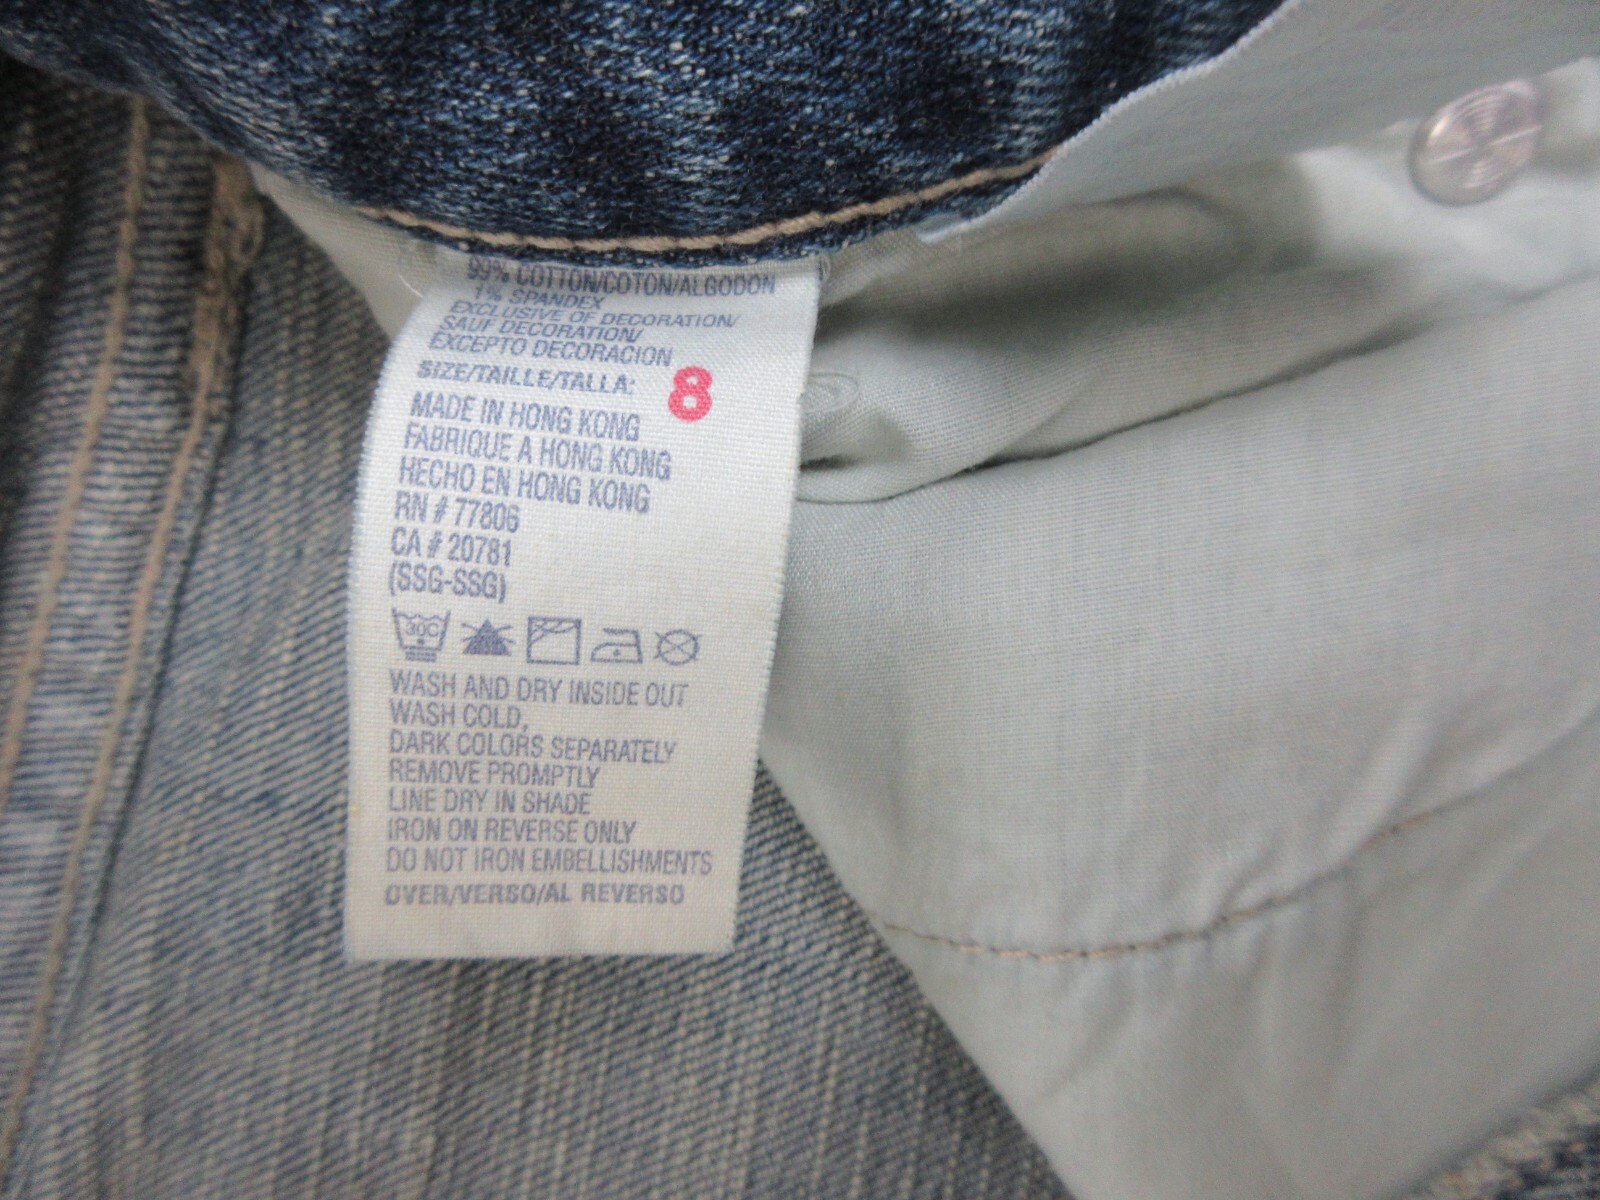 99% COTTON/COTON/ALGODON
1% SPANDEX
EXCLUSIVE OF DECORATION/
SAUF DECORATION/
EXCEPTO DECORACION
SIZE/TAILLE/TALLA: 8
MADE IN HONG KONG
FABRIQUE A HONG KONG
HECHO EN HONG KONG
RN # 77806
CA # 20781
(SSG-SSG)
30C
WASH AND DRY INSIDE OUT
WASH COLD,
DARK COLORS SEPARATELY
REMOVE PROMPTLY
LINE DRY IN SHADE
IRON ON REVERSE ONLY
DO NOT IRON EMBELLISHMENTS
OVER/VERSO/AL REVERSO